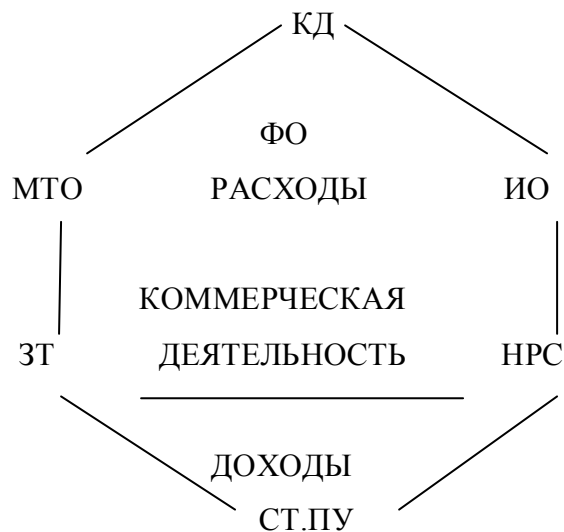 КД
ФО
МТО РАСХОДЫ ИО
КОММЕРЧЕСКАЯ
ЗТ ДЕЯТЕЛЬНОСТЬ НРС
ДОХОДЫ
СТ.ПУ